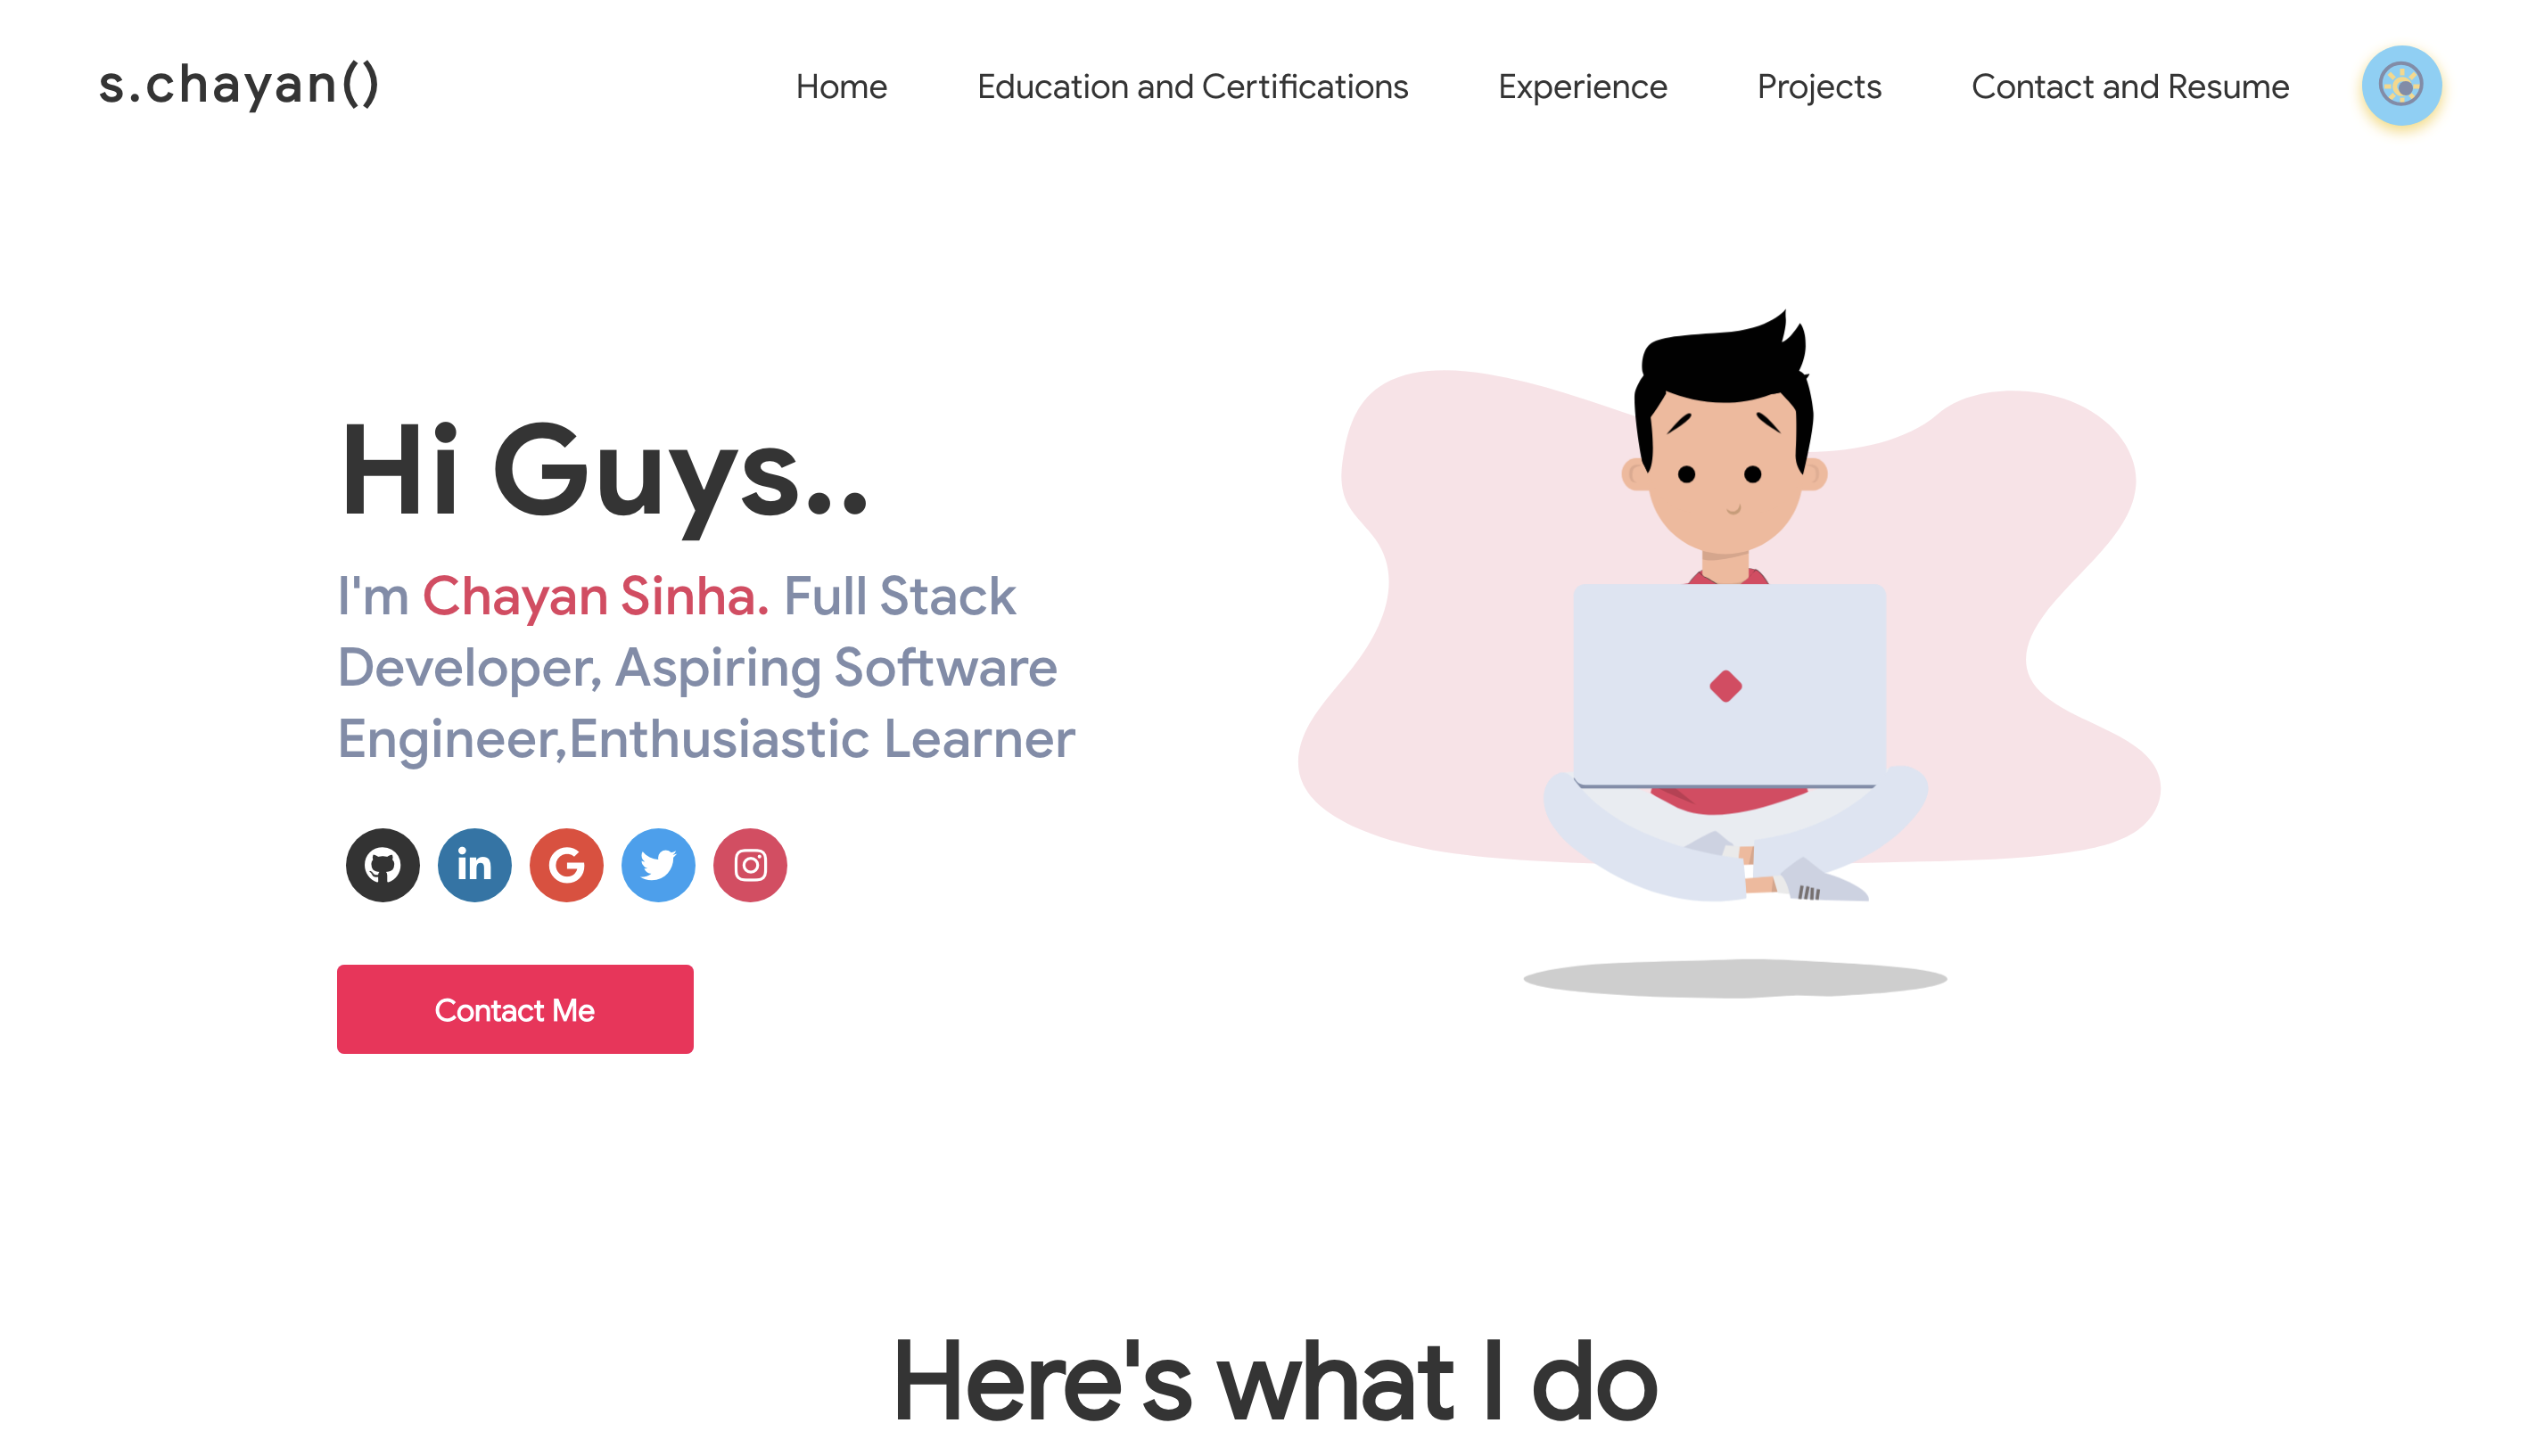 s.chayan()
Home
Education and Certifications
Experience
Projects
Contact and Resume
Hi Guys..
I'm Chayan Sinha. Full Stack
Developer, Aspiring Software
Engineer,Enthusiastic Learner
in
G
Contact Me
Here's what I do